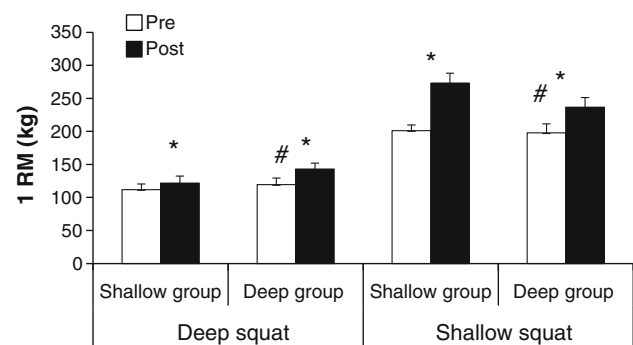 Pre
Post
350
300
250
200
150
100
50
0
1 RM (kg)
*
# *
*
# *
Shallow group Deep group Shallow group Deep group
Deep squat Shallow squat